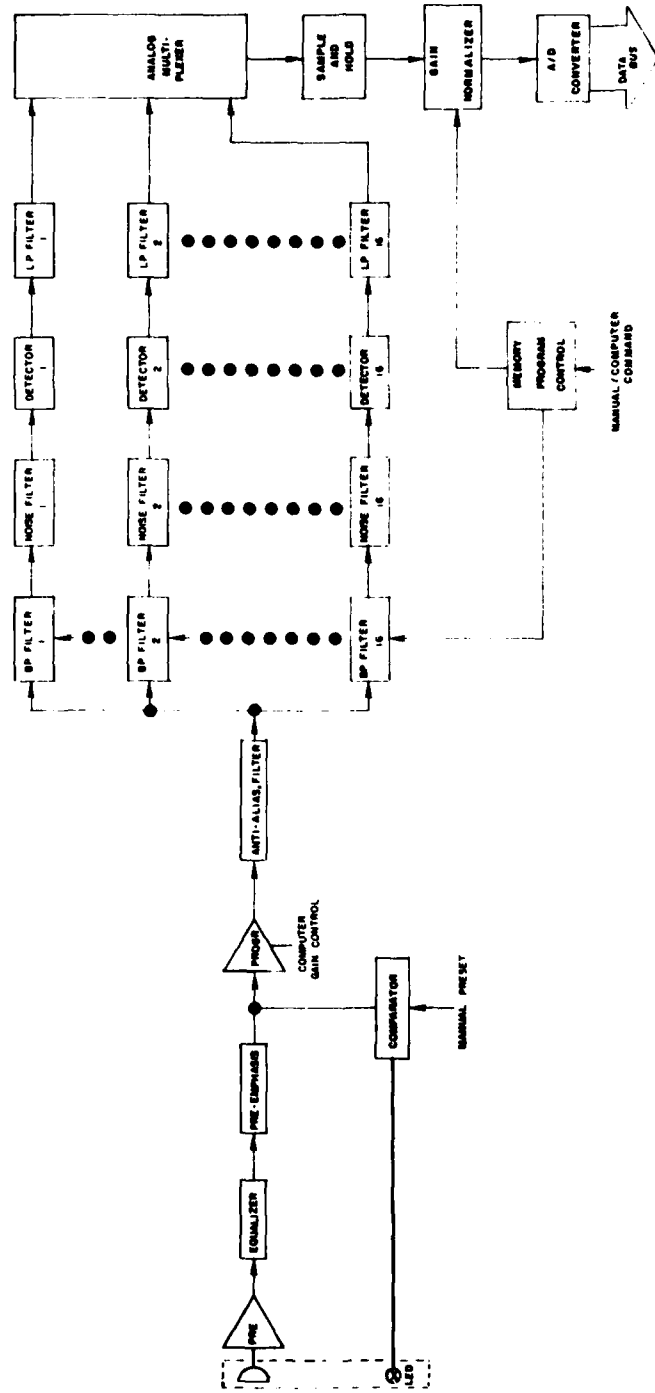 PRE
EQUALIZER
PRE-EMPHASIS
PROGR
COMPUTER
GAIN CONTROL
ANTI-ALIAS. FILTER
LED
COMPARATOR
MANUAL PRESET
BP FILTER
1
NOISE FILTER
1
DETECTOR
1
LP FILTER
1
BP FILTER
2
NOISE FILTER
2
DETECTOR
2
LP FILTER
2
BP FILTER
16
NOISE FILTER
16
DETECTOR
16
LP FILTER
16
ANALOG
MULTI-
PLEXER
SAMPLE
AND
HOLD
GAIN
NORMALIZER
A/D
CONVERTER
DATA
BUS
MEMORY
PROGRAM
CONTROL
MANUAL/COMPUTER
COMMAND